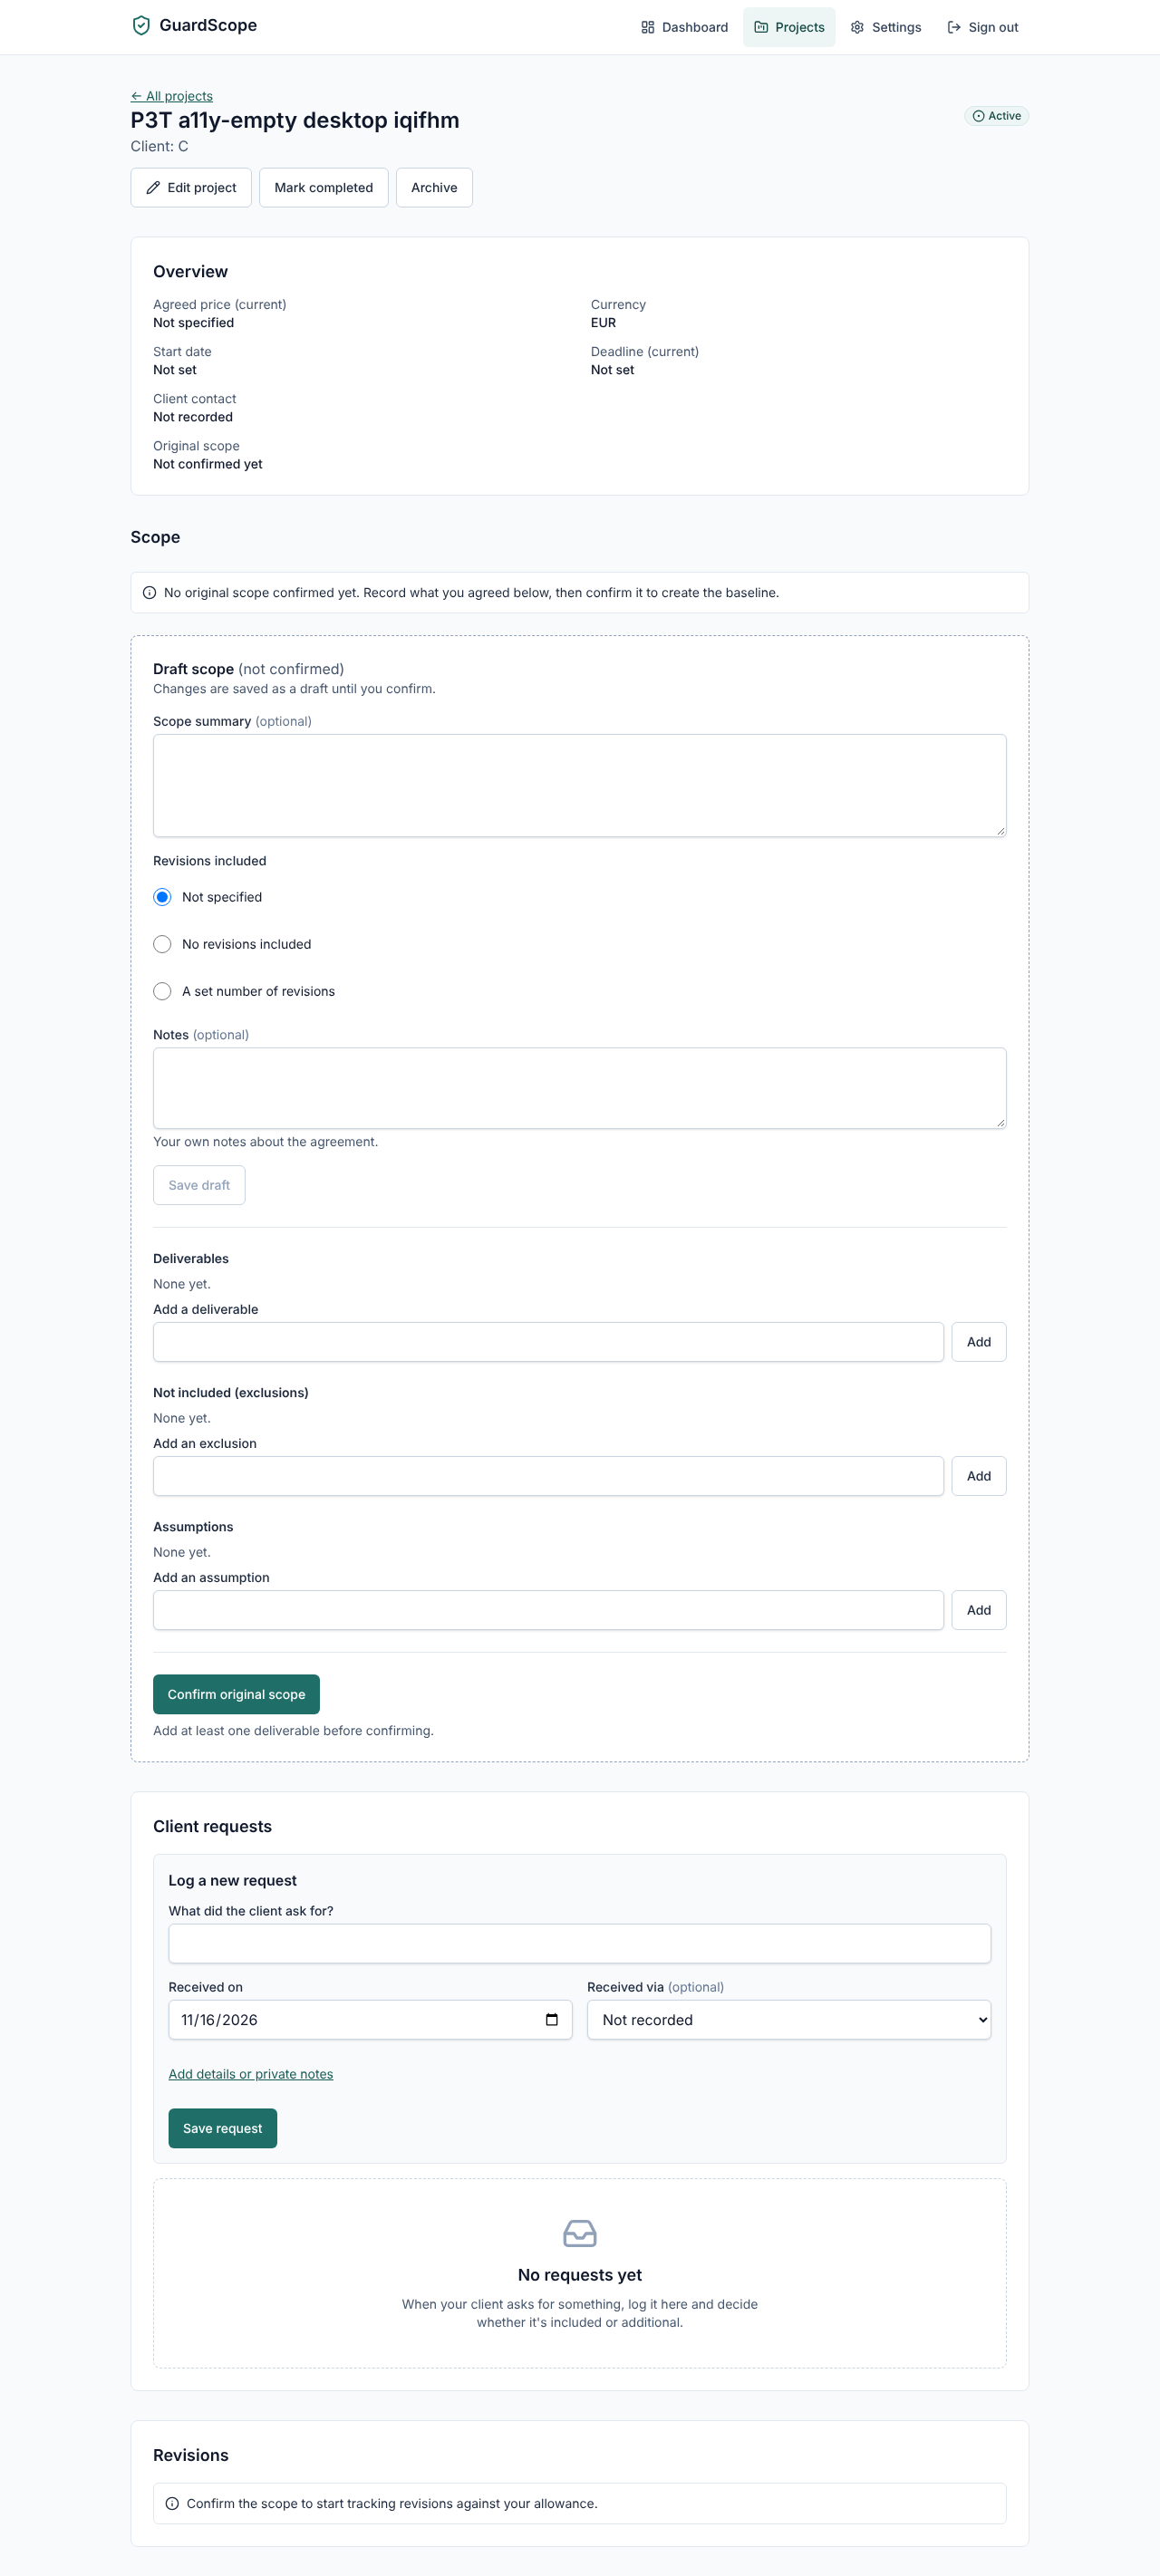 GuardScope
Dashboard
Projects
Settings
Sign out
← All projects
P3T a11y-empty desktop iqifhm
Active
Client: C
Edit project
Mark completed
Archive
Overview
Agreed price (current)
Currency
Not specified
EUR
Start date
Deadline (current)
Not set
Not set
Client contact
Not recorded
Original scope
Not confirmed yet
Scope
No original scope confirmed yet. Record what you agreed below, then confirm it to create the baseline.
Draft scope (not confirmed)
Changes are saved as a draft until you confirm.
Scope summary (optional)
Revisions included
Not specified
No revisions included
A set number of revisions
Notes (optional)
Your own notes about the agreement.
Save draft
Deliverables
None yet.
Add a deliverable
Add
Not included (exclusions)
None yet.
Add an exclusion
Add
Assumptions
None yet.
Add an assumption
Add
Confirm original scope
Add at least one deliverable before confirming.
Client requests
Log a new request
What did the client ask for?
Received on
Received via (optional)
11/16/2026
Not recorded
Add details or private notes
Save request
No requests yet
When your client asks for something, log it here and decide
whether it's included or additional.
Revisions
Confirm the scope to start tracking revisions against your allowance.